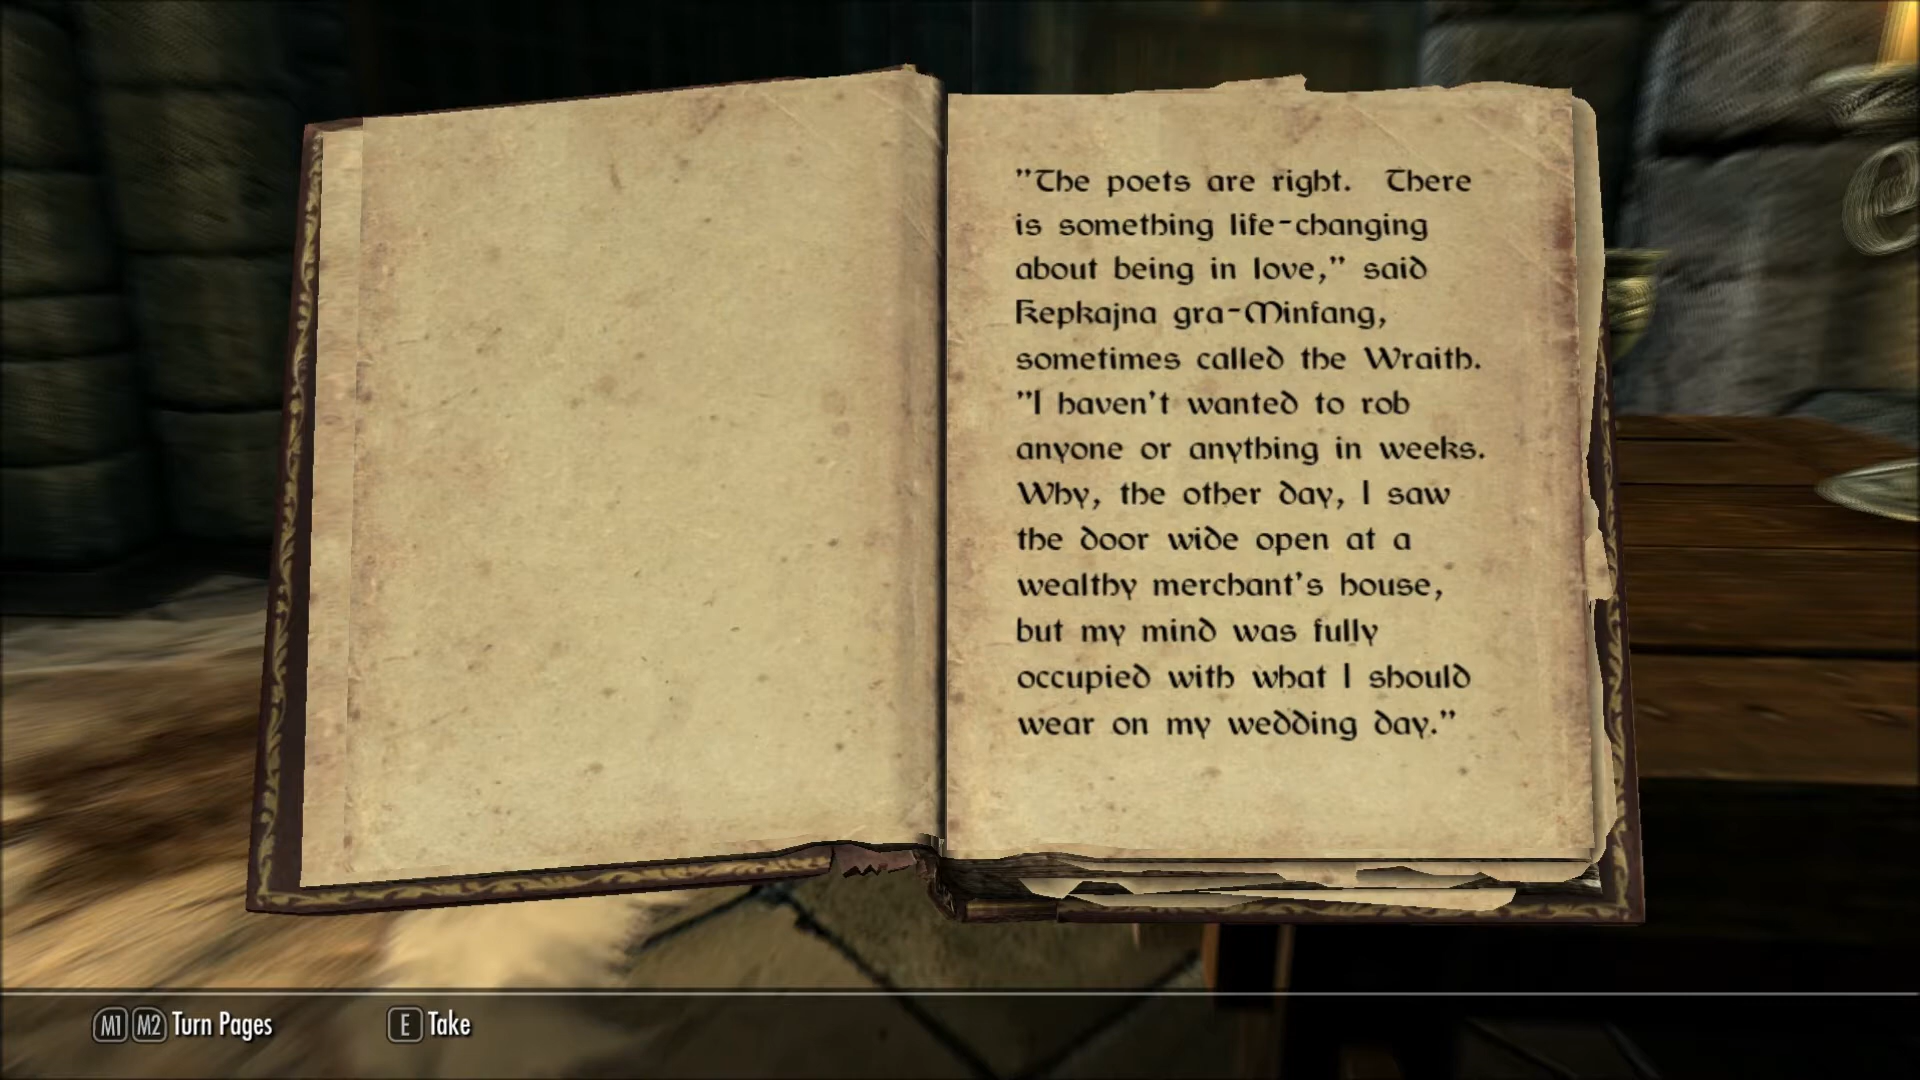 "The poets are right.  There
is something life-changing
about being in love," said
Kepkajna gra-Minfang,
sometimes called the Wraith.
"I haven't wanted to rob
anyone or anything in weeks.
Why, the other day, I saw
the door wide open at a
wealthy merchant's house,
but my mind was fully
occupied with what I should
wear on my wedding day."
M1 M2 Turn Pages
E Take